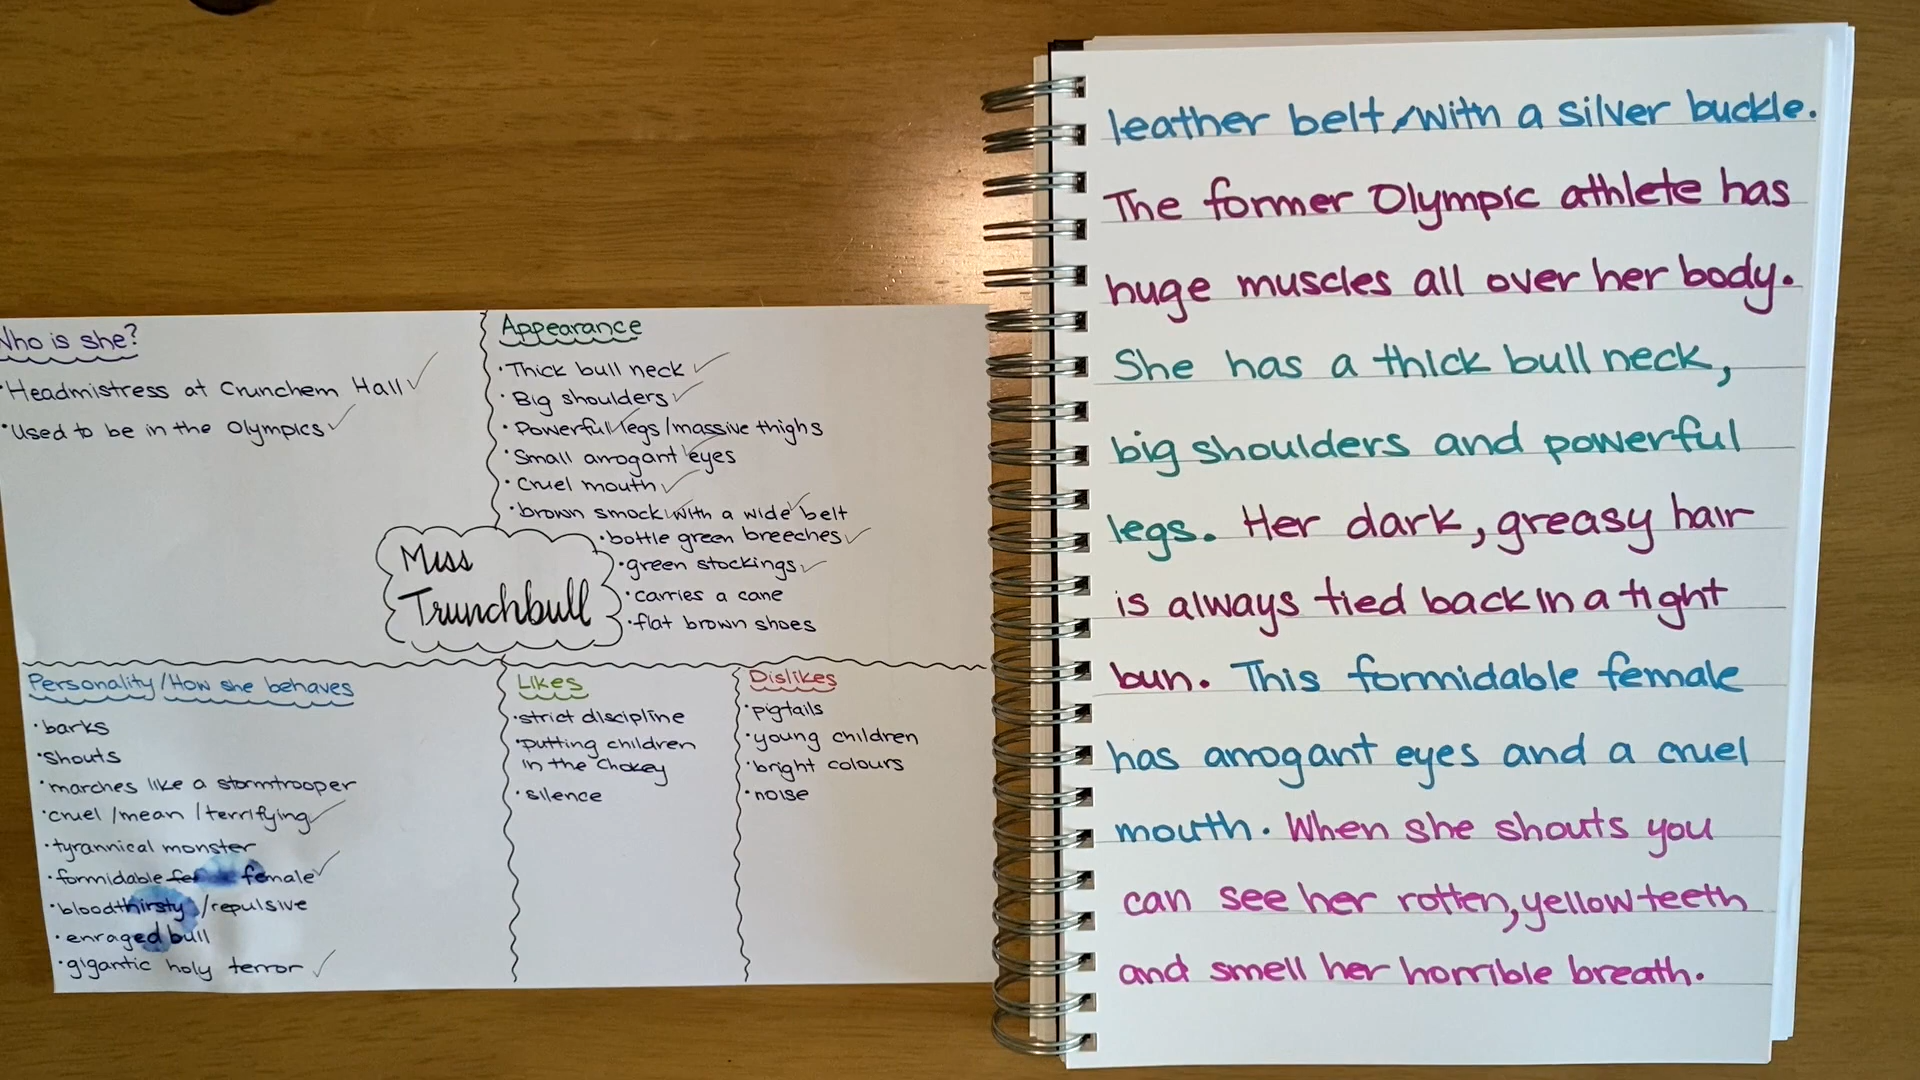 Who is she?
·Headmistress at Crunchem Hall ✓
·Used to be in the Olympics ✓
Appearance
·Thick bull neck ✓
·Big shoulders ✓
·Powerful legs/massive thighs
·Small arrogant eyes
·Cruel mouth ✓
·brown smock with a wide belt
·bottle green breeches ✓
·green stockings ✓
·carries a cane
·flat brown shoes
Miss
Trunchbull
Personality/How she behaves
·barks
·shouts
·marches like a stormtrooper
·cruel/mean/terrifying ✓
·tyrannical monster
·formidable female ✓
·bloodthirsty/repulsive
·enraged bull
·gigantic holy terror ✓
Likes
·strict discipline
·putting children
in the Chokey
·silence
Dislikes
·pigtails
·young children
·bright colours
·noise
leather belt, with a silver buckle.
The former Olympic athlete has
huge muscles all over her body.
She has a thick bull neck,
big shoulders and powerful
legs. Her dark, greasy hair
is always tied back in a tight
bun. This formidable female
has arrogant eyes and a cruel
mouth. When she shouts you
can see her rotten, yellow teeth
and smell her horrible breath.